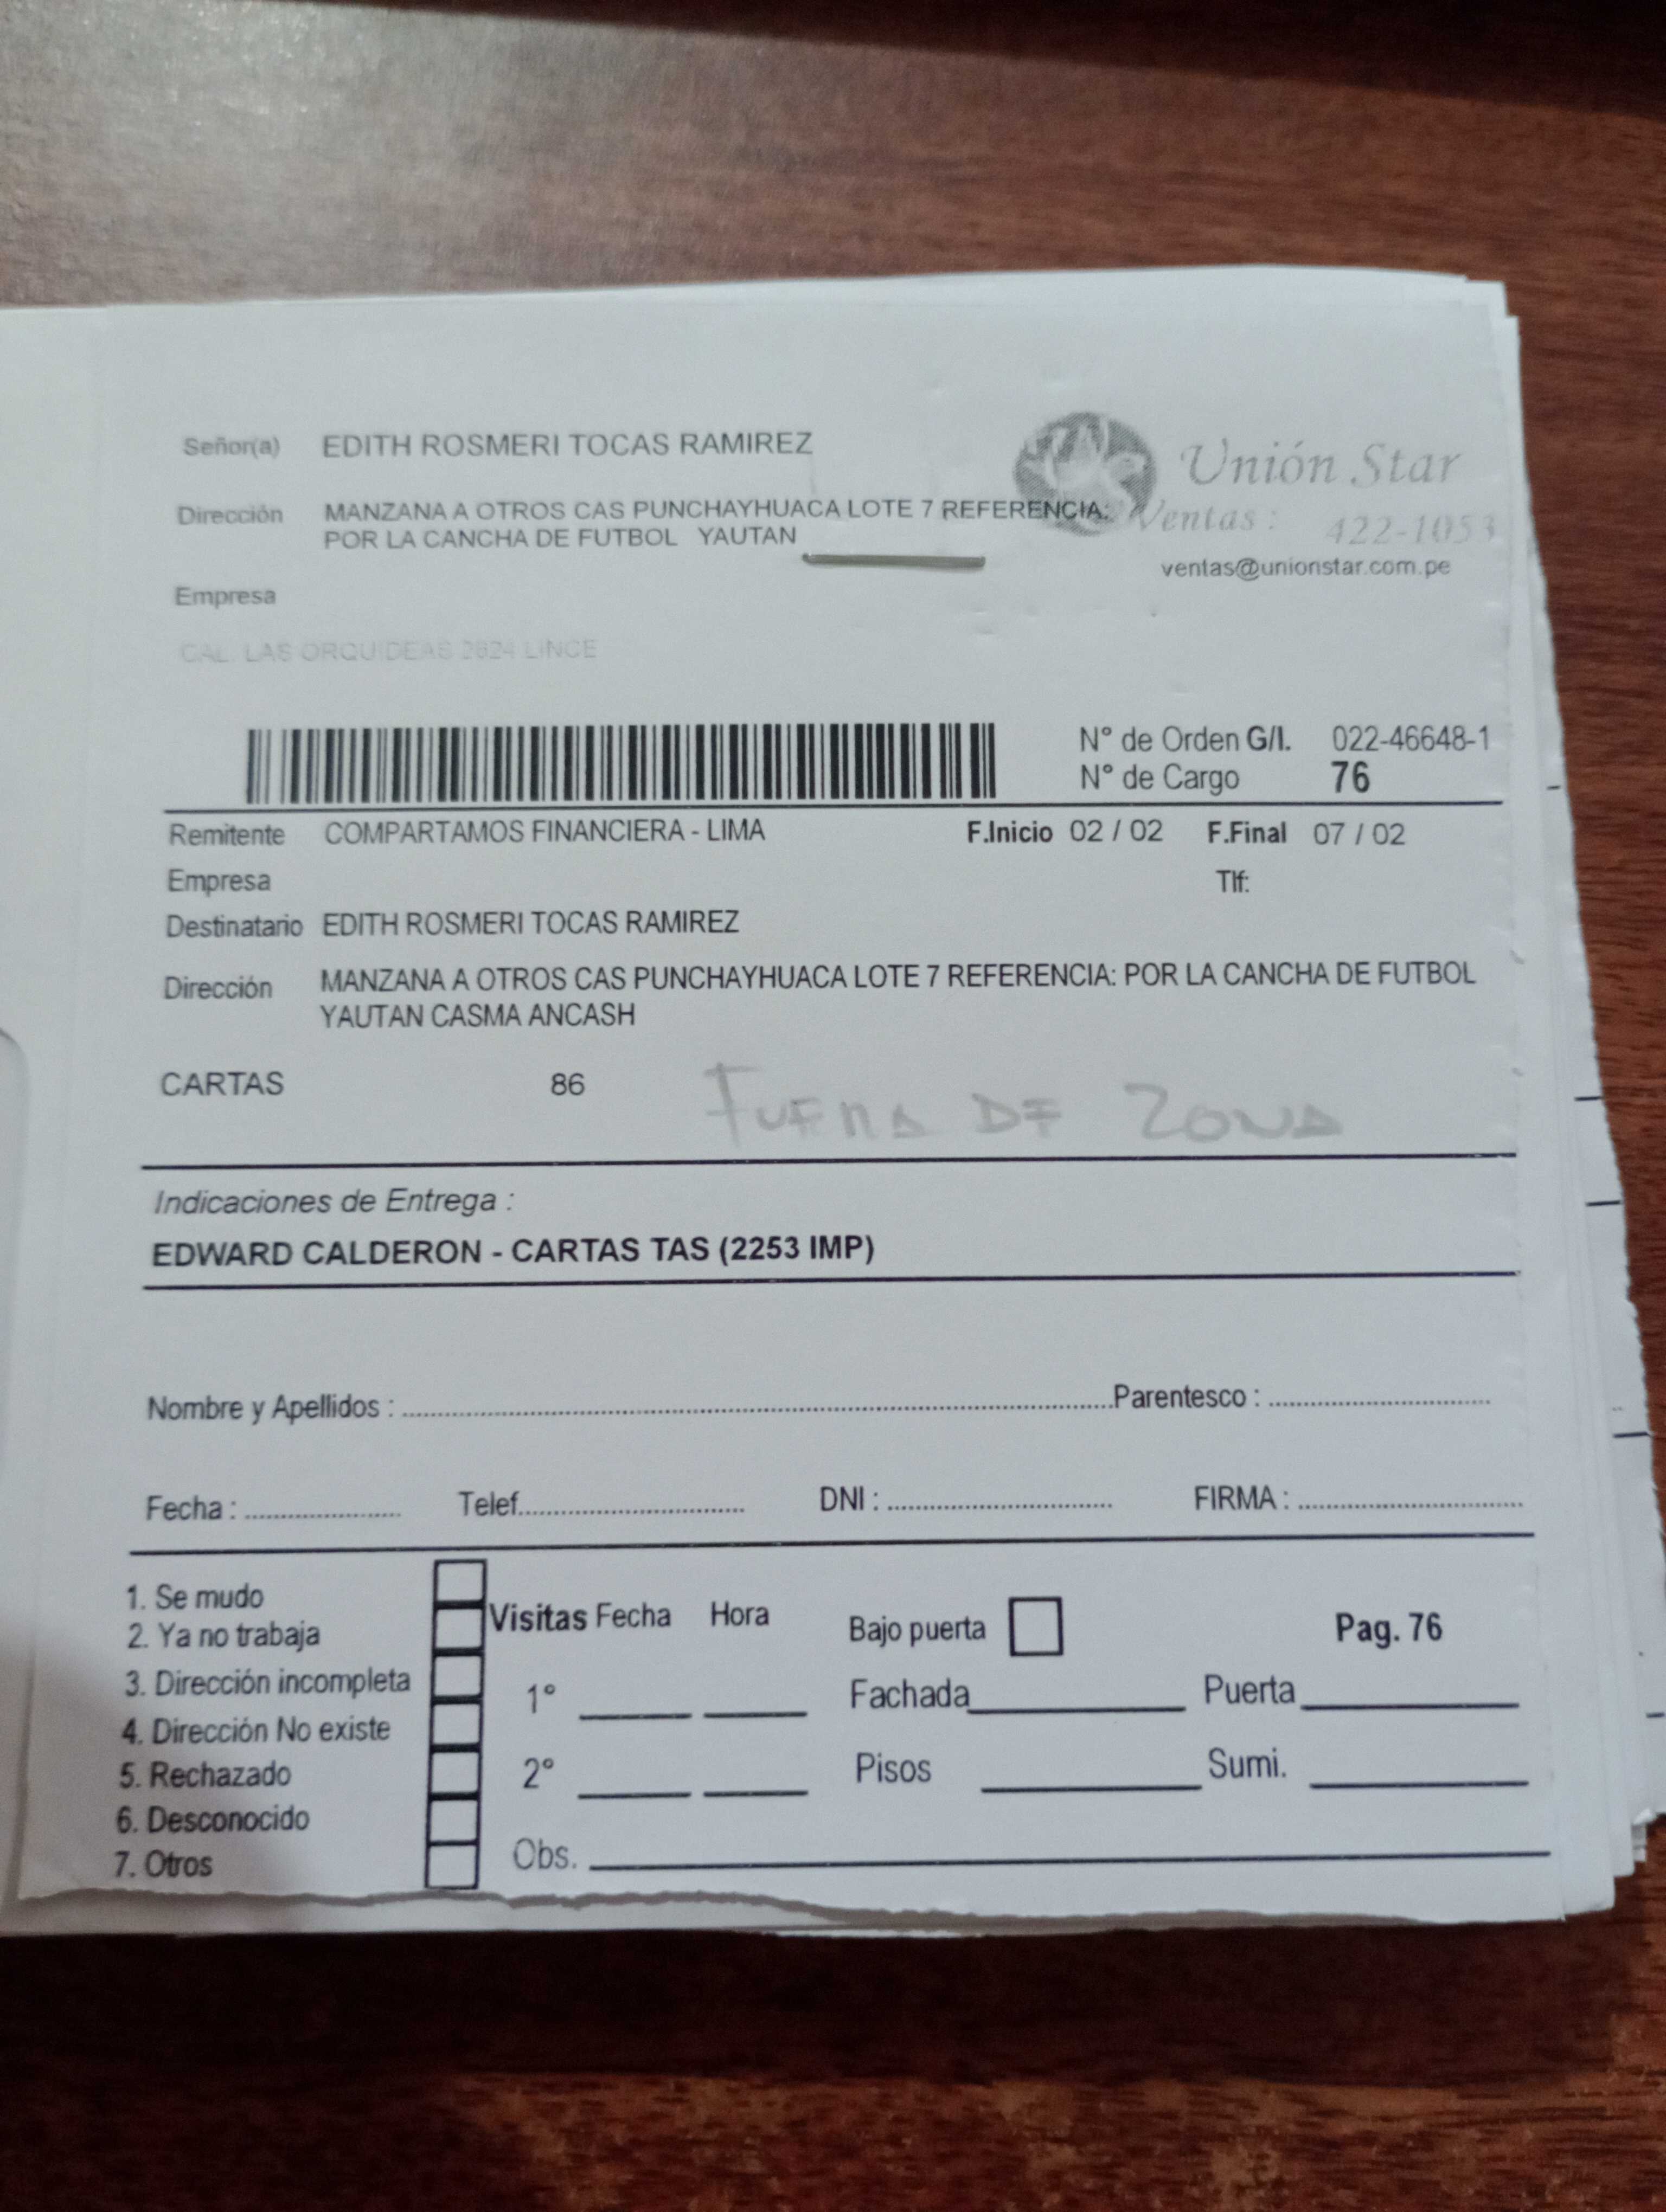 Señor(a) EDITH ROSMERI TOCAS RAMIREZ
Unión Star
Dirección MANZANA A OTROS CAS PUNCHAYHUACA LOTE 7 REFERENCIA:
POR LA CANCHA DE FUTBOL YAUTAN
Ventas : 422-1053
ventas@unionstar.com.pe
Empresa
CAL. LAS ORQUIDEAS 2824 LINCE
N° de Orden G/I. 022-46648-1
N° de Cargo 76
Remitente COMPARTAMOS FINANCIERA - LIMA F.Inicio 02 / 02 F.Final 07 / 02
Empresa Tlf:
Destinatario EDITH ROSMERI TOCAS RAMIREZ
Dirección MANZANA A OTROS CAS PUNCHAYHUACA LOTE 7 REFERENCIA: POR LA CANCHA DE FUTBOL
YAUTAN CASMA ANCASH
CARTAS 86 FUERA DE ZONA
Indicaciones de Entrega :
EDWARD CALDERON - CARTAS TAS (2253 IMP)
Nombre y Apellidos : Parentesco :
Fecha : Telef. DNI : FIRMA :
1. Se mudo
2. Ya no trabaja
3. Dirección incompleta
4. Dirección No existe
5. Rechazado
6. Desconocido
7. Otros
Visitas Fecha Hora
1°
2°
Obs.
Bajo puerta Pag. 76
Fachada Puerta
Pisos Sumi.